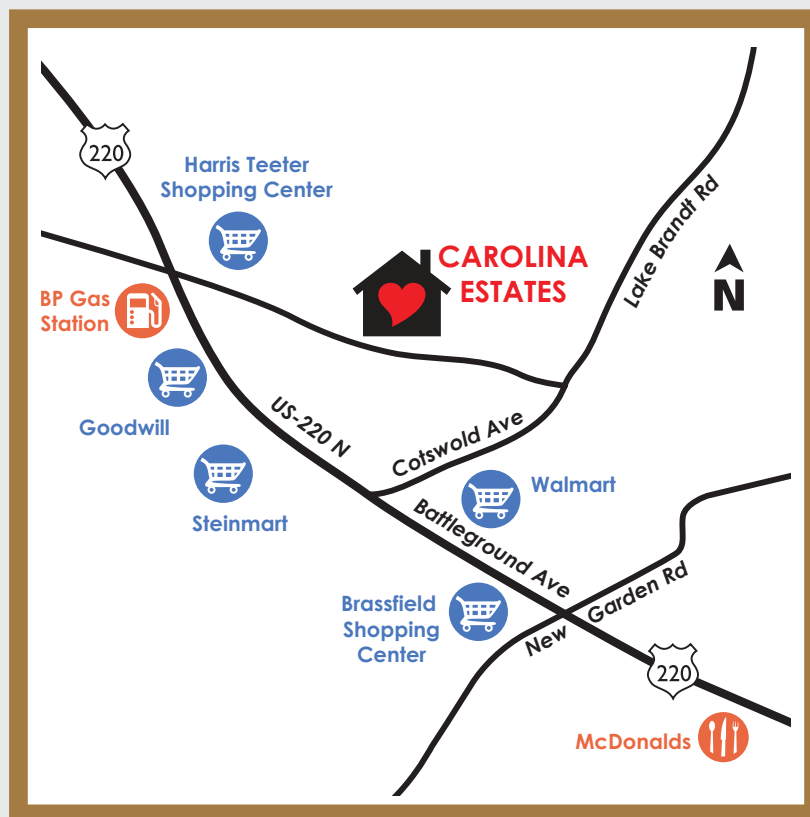 220
Harris Teeter
Shopping Center
CAROLINA
ESTATES
Lake Brandt Rd
N
BP Gas
Station
Goodwill
US-220 N
Cotswold Ave
Steinmart
Walmart
Battleground Ave
Brassfield
Shopping
Center
New Garden Rd
220
McDonalds